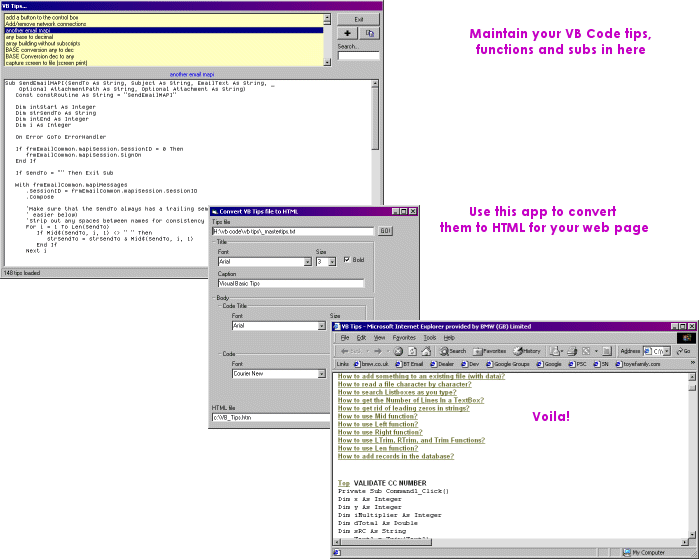 VB Tips...
add a button to the control box
Add/remove network connections
another email mapi
any base to decimal
array building without subscripts
BASE conversion any to dec
BASE Conversion dec to any
capture screen to file (screen print)
Exit
Search...
another email mapi
Sub SendEmailMAPI(SendTo As String, Subject As String, EmailText As String, _
Optional AttachmentPath As String, Optional Attachment As String)
Const constRoutine As String = "SendEmailMAPI"
Dim intStart As Integer
Dim strSendTo As String
Dim intEnd As Integer
Dim i As Integer
On Error GoTo ErrorHandler
If frmEmailCommon.mapiSession.SessionID = 0 Then
frmEmailCommon.mapiSession.SignOn
End If
If SendTo = "" Then Exit Sub
With frmEmailCommon.mapiMessages
.SessionID = frmEmailCommon.mapiSession.SessionID
.Compose
'Make sure that the SendTo always has a trailing sem
' easier below)
'Strip out any spaces between names for consistency
For i = 1 To Len(SendTo)
If Mid(SendTo, i, 1) <> " " Then
strSendTo = strSendTo & Mid(SendTo, i, 1)
End If
Next i
148 tips loaded
Maintain your VB Code tips,
functions and subs in here
Convert VB Tips file to HTML
Tips file
H:\vb code\vb tips\_mastertips.txt
GO!
Title
Font
Size
Arial
3
Bold
Caption
Visual Basic Tips
Body
Code Title
Font
Size
Arial
Code
Font
Courier New
HTML file
c:\VB_Tips.htm
Use this app to convert
them to HTML for your web page
VB Tips - Microsoft Internet Explorer provided by BMW (GB) Limited
File Edit View Favorites Tools Help
Back
Search Favorites History
Address
Go
Links bmw.co.uk BT Email Dealer Dev Google Groups Google PSC SN toyefamily.com
How to add something to an existing file (with data)?
How to read a file character by character?
How to search Listboxes as you type?
How to get the Number of Lines In a TextBox?
How to get rid of leading zeros in strings?
How to use Mid function?
How to use Left function?
How to use Right function?
How to use LTrim, RTrim, and Trim Functions?
How to use Len function?
How to add records in the database?
Voila!
Top VALIDATE CC NUMBER
Private Sub Command1_Click()
Dim x As Integer
Dim y As Integer
Dim iMultiplier As Integer
Dim dTotal As Double
Dim sRC As String
My Computer